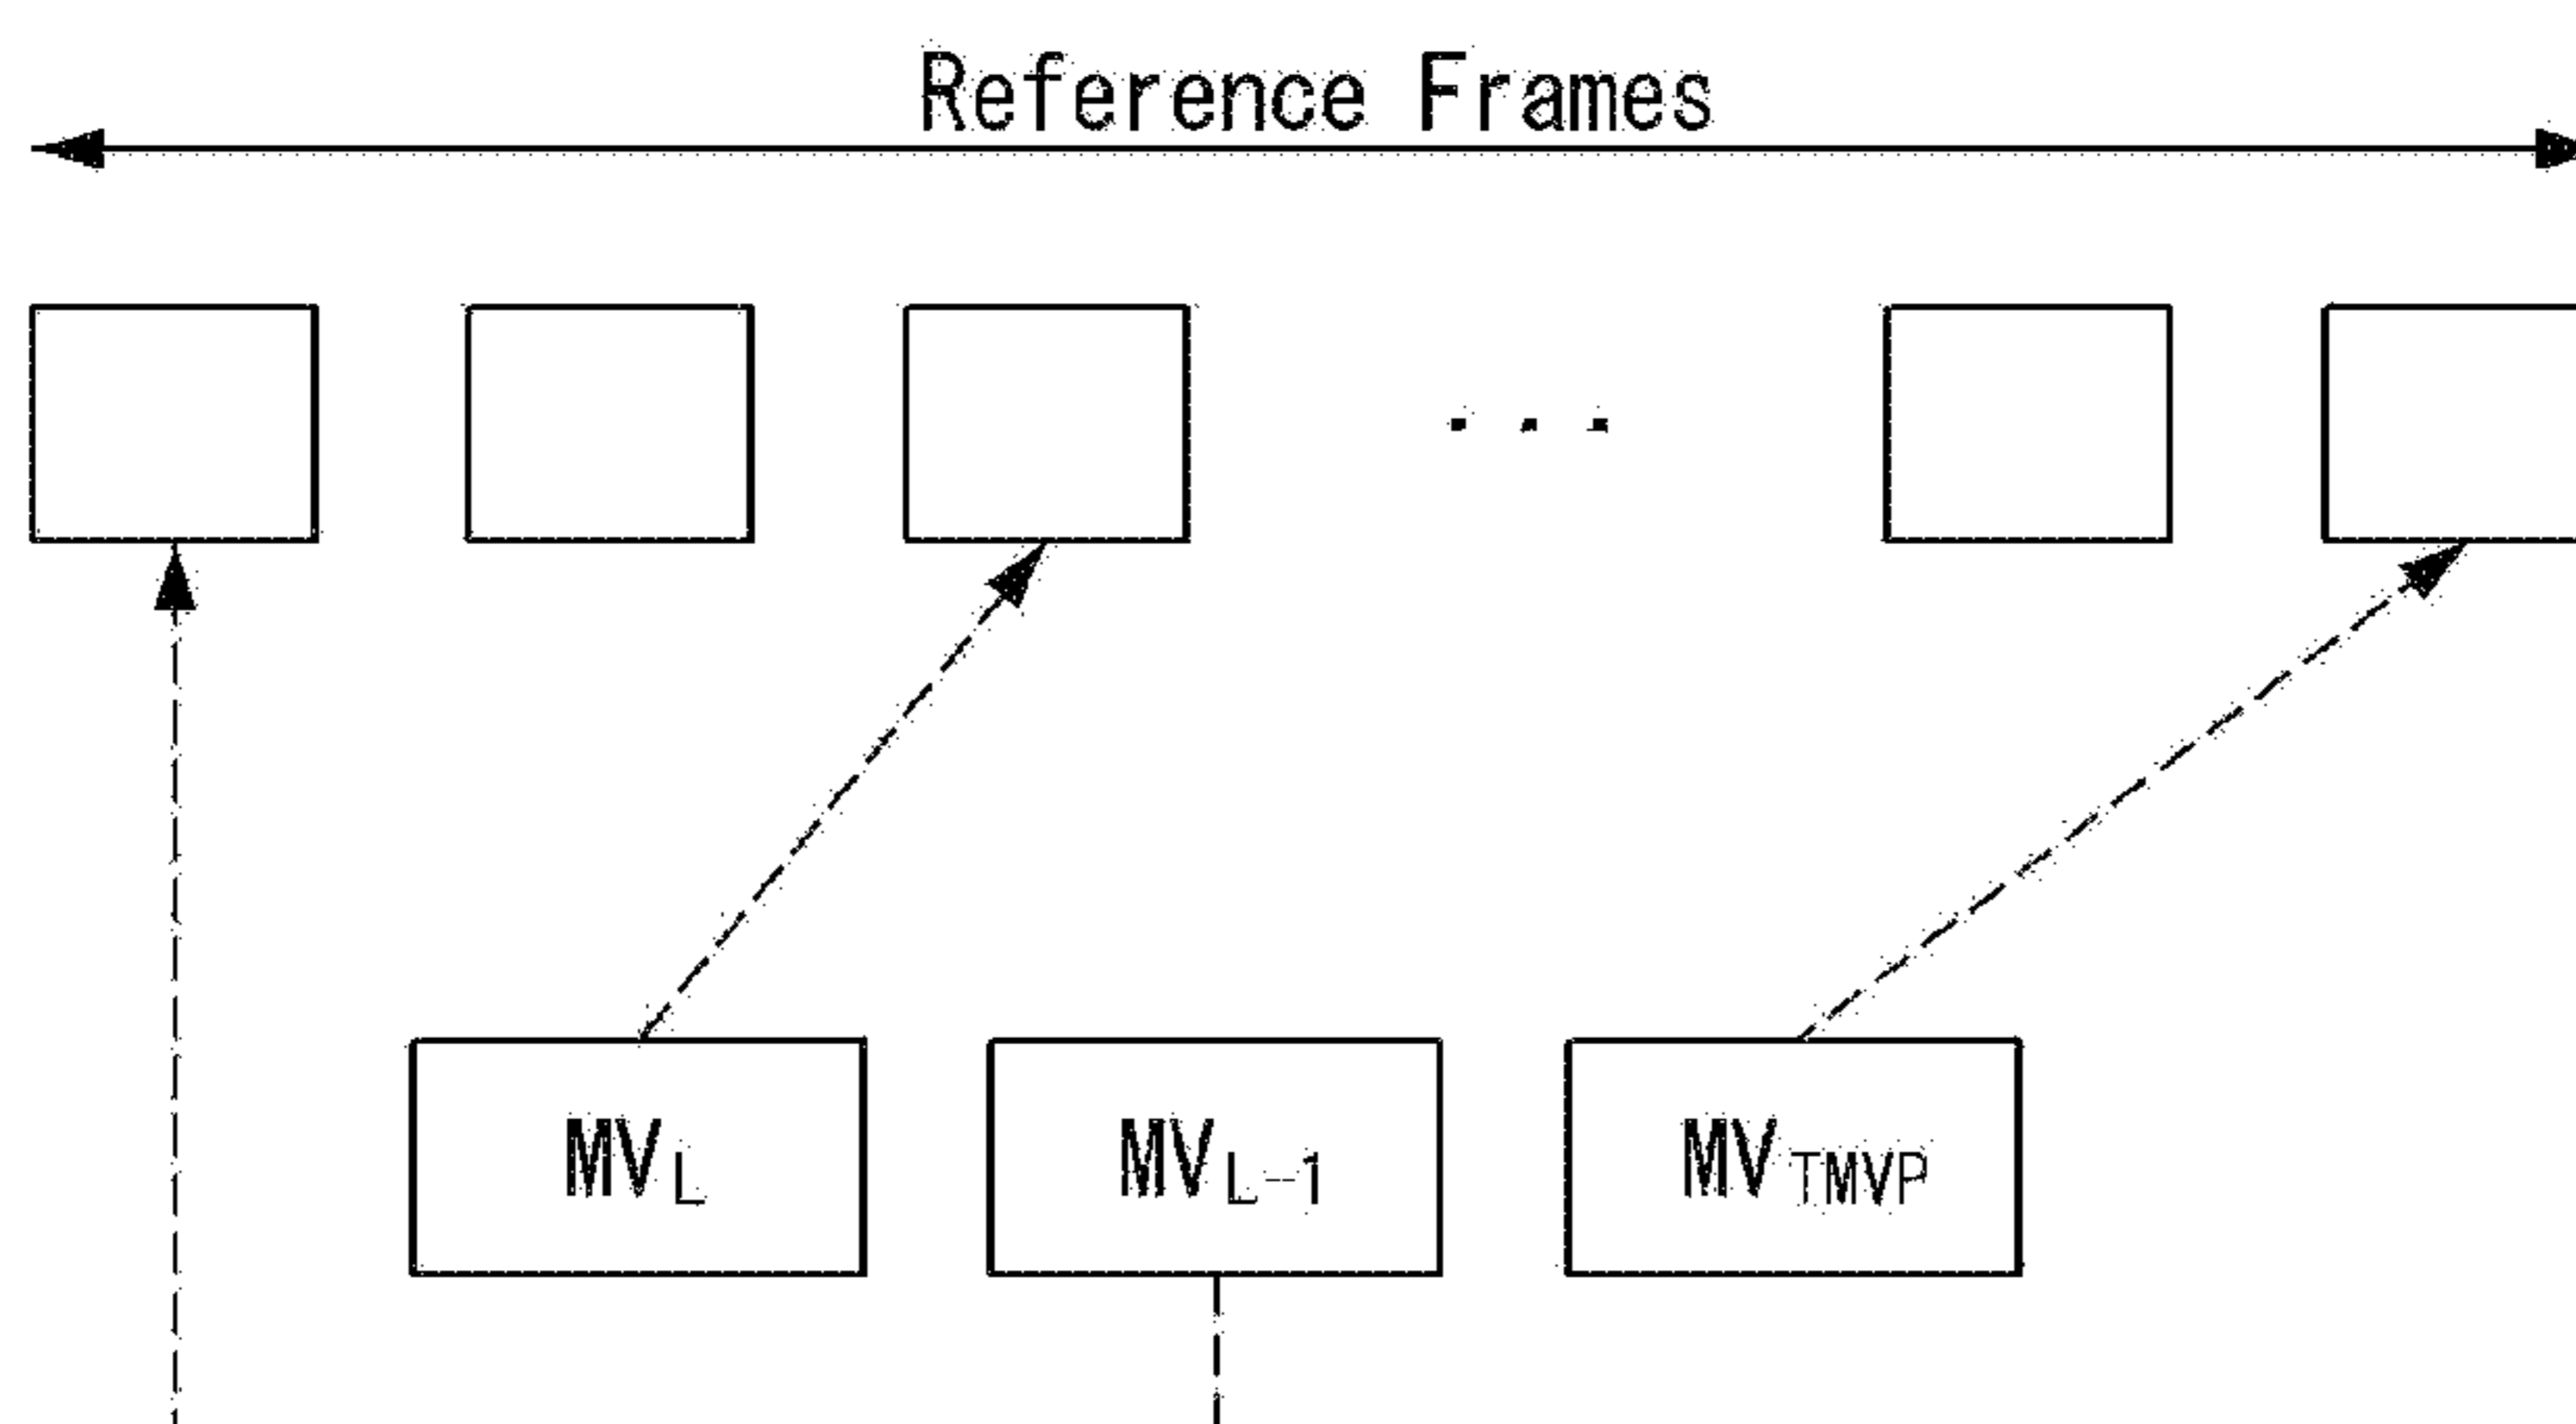 Reference Frames
. . .
MVL MVL-1 MVTMVP